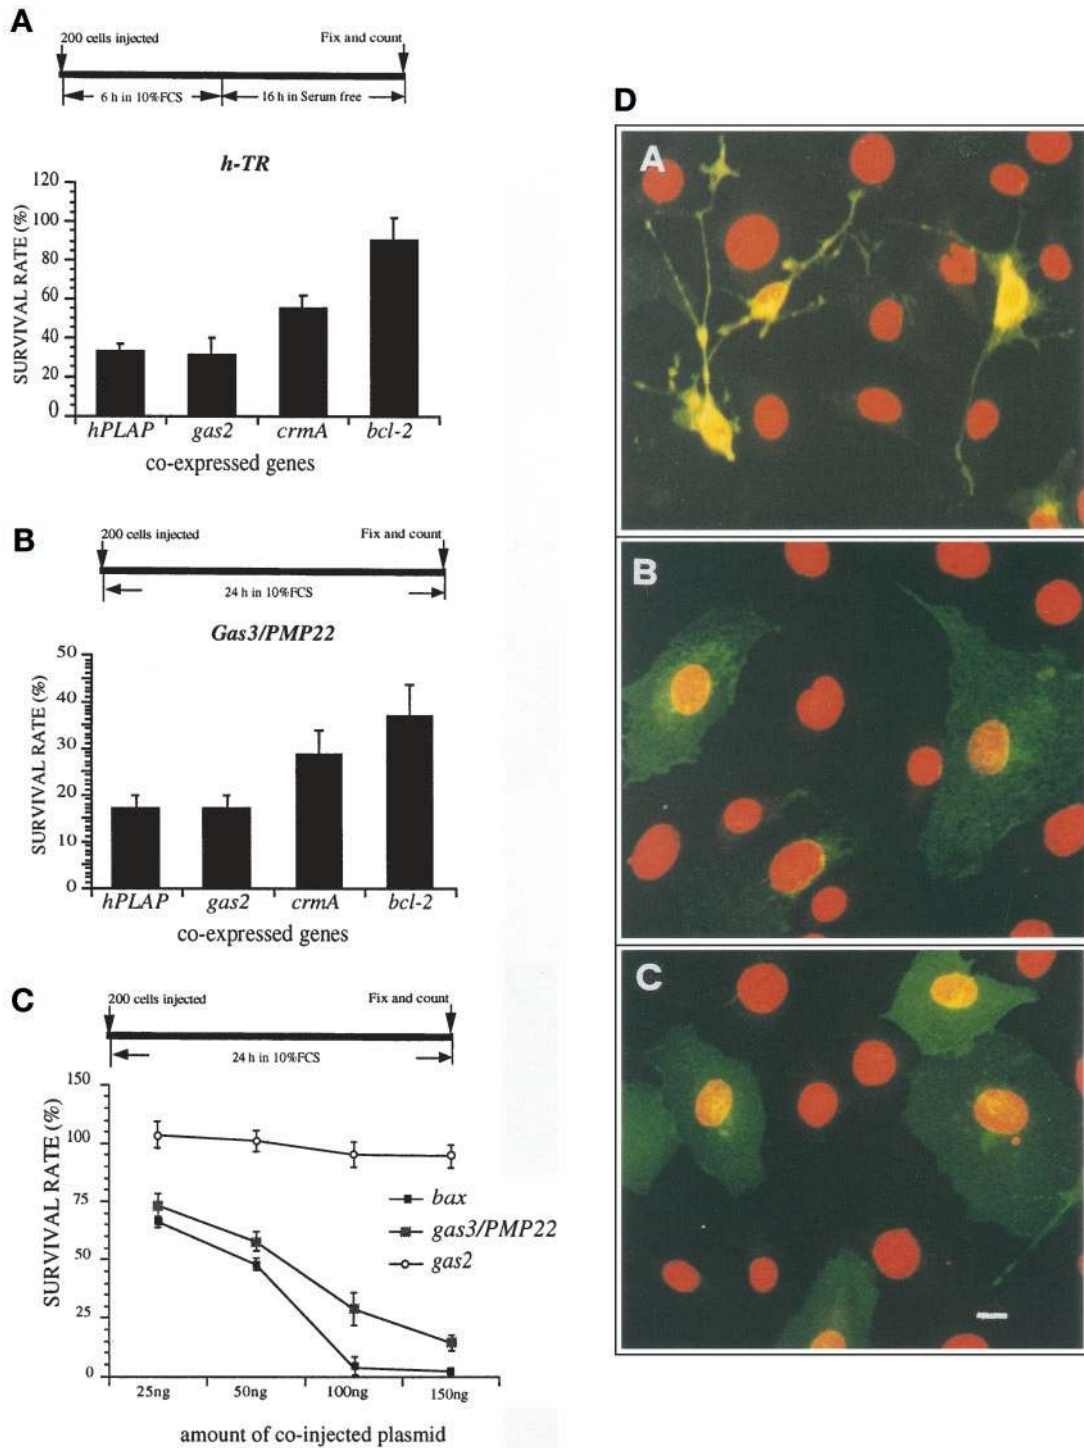 A
200 cells injected
Fix and count
6 h in 10%FCS
16 h in Serum free
h-TR
SURVIVAL RATE (%)
120
100
80
60
40
20
0
hPLAP gas2 crmA bcl-2
co-expressed genes
B
200 cells injected
Fix and count
24 h in 10%FCS
Gas3/PMP22
SURVIVAL RATE (%)
50
40
30
20
10
0
hPLAP gas2 crmA bcl-2
co-expressed genes
C
200 cells injected
Fix and count
24 h in 10%FCS
SURVIVAL RATE (%)
150
100
75
50
25
0
bax
gas3/PMP22
gas2
25ng 50ng 100ng 150ng
amount of co-injected plasmid
D
A
B
C